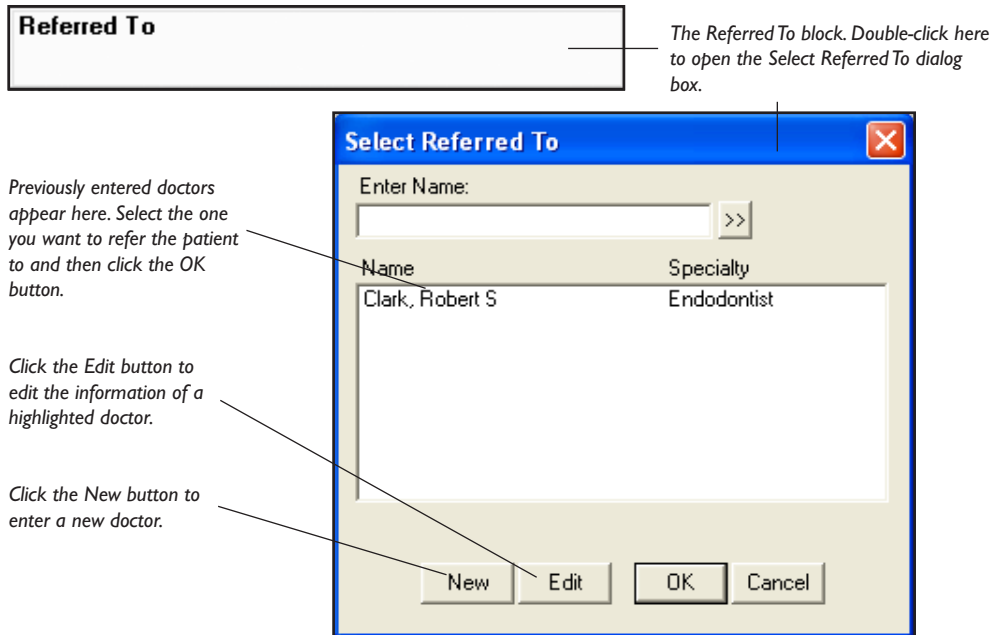 Referred To
The Referred To block. Double-click here
to open the Select Referred To dialog
box.
Select Referred To
Enter Name:
>>
Previously entered doctors
appear here. Select the one
you want to refer the patient
to and then click the OK
button.
Name Specialty
Clark, Robert S Endodontist
Click the Edit button to
edit the information of a
highlighted doctor.
Click the New button to
enter a new doctor.
New Edit OK Cancel